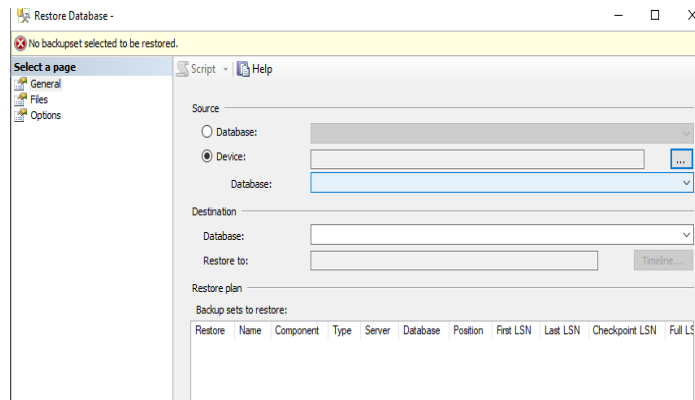 Restore Database -
No backupset selected to be restored.
Select a page
General
Files
Options
Script Help
Source
Database:
Device:
...
Database:
Destination
Database:
Restore to:
Timeline...
Restore plan
Backup sets to restore:
Restore Name Component Type Server Database Position First LSN Last LSN Checkpoint LSN Full LS